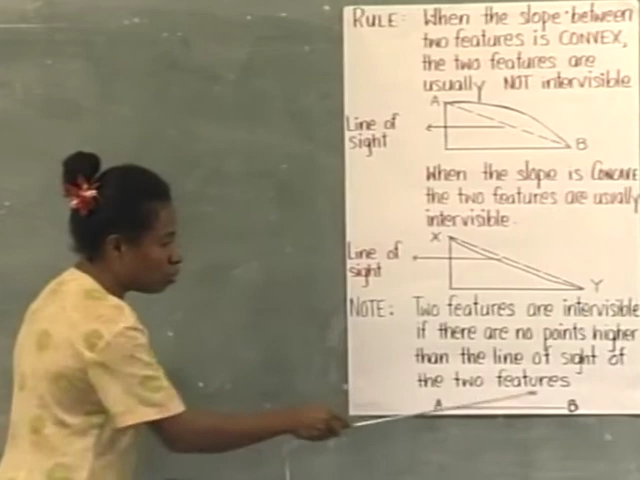 RULE: When the slope between
two features is CONVEX,
the two features are
usually NOT intervisible
A
Line of
sight
B
When the slope is CONCAVE
the two features are usually
intervisible.
X
Line of
sight
Y
NOTE: Two features are intervisible
if there are no points higher
than the line of sight of
the two features
A B